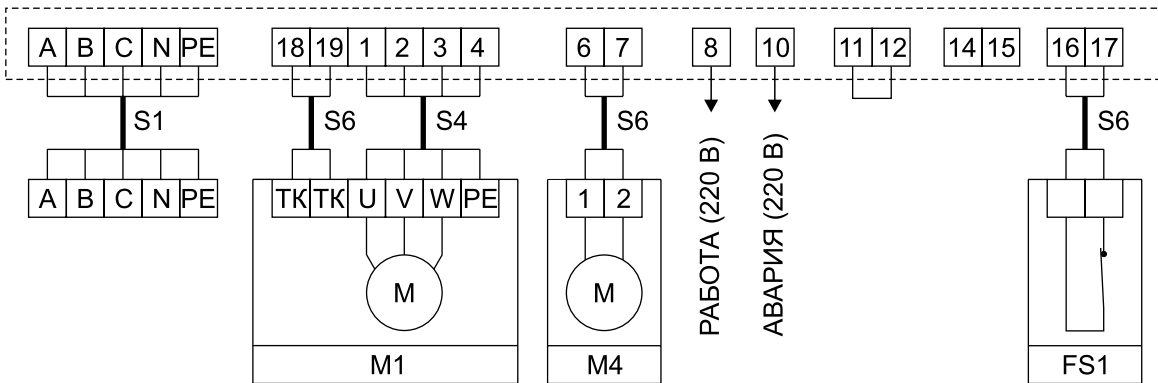 A B C N PE 18 19 1 2 3 4 6 7 8 10 11 12 14 15 16 17
S1 S6 S4 S6 S6
A B C N PE ТК ТК U V W PE 1 2
РАБОТА (220 В)
АВАРИЯ (220 В)
M M
M1 M4 FS1